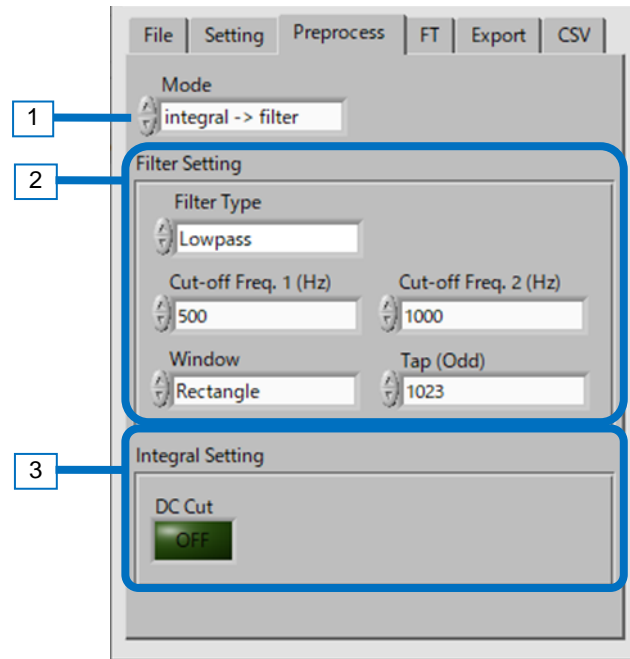 File Setting Preprocess FT Export CSV
Mode
1
integral -> filter
Filter Setting
2
Filter Type
Lowpass
Cut-off Freq. 1 (Hz) Cut-off Freq. 2 (Hz)
500 1000
Window Tap (Odd)
Rectangle 1023
Integral Setting
3
DC Cut
OFF